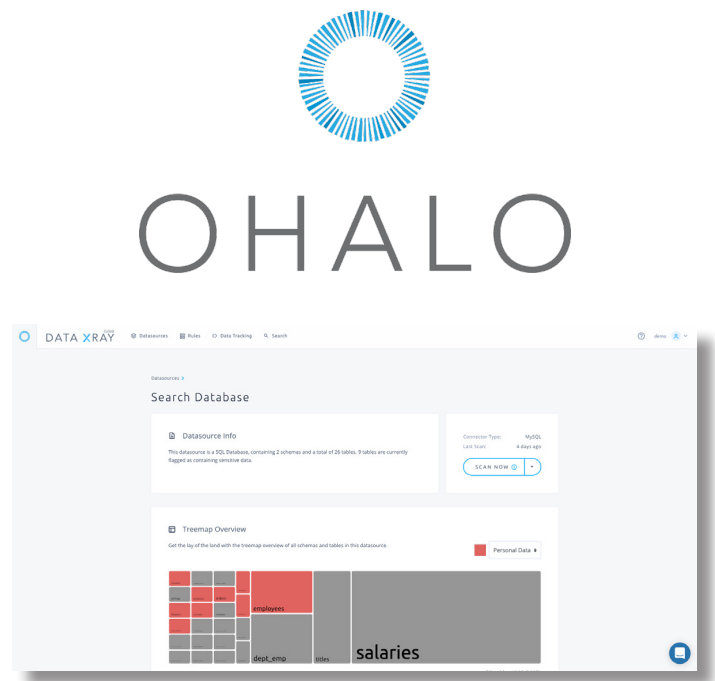 OHALO
DATA XRAY
Datasources Rules Data Tracking Search
demo
Datasources
Search Database
Datasource Info
This datasource is a SQL Database, containing 2 schemas and a total of 26 tables. 9 tables are currently
flagged as containing sensitive data.
Connector Type: MySQL
Last Scan: 4 days ago
SCAN NOW
Treemap Overview
Get the lay of the land with the treemap overview of all schemas and tables in this datasource.
Personal Data
employees
dept_emp
titles
salaries